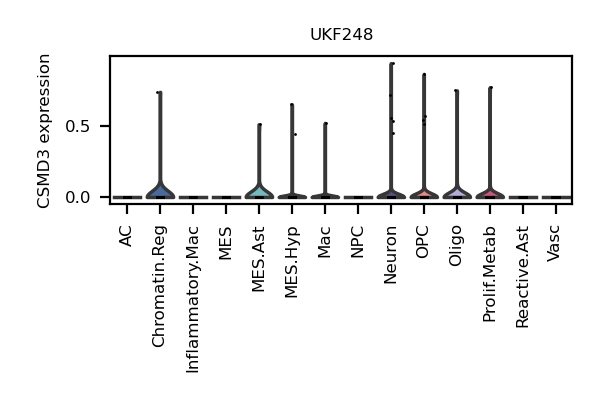 UKF248
CSMD3 expression
0.5
0.0
AC
Chromatin.Reg
Inflammatory.Mac
MES
MES.Ast
MES.Hyp
Mac
NPC
Neuron
OPC
Oligo
Prolif.Metab
Reactive.Ast
Vasc